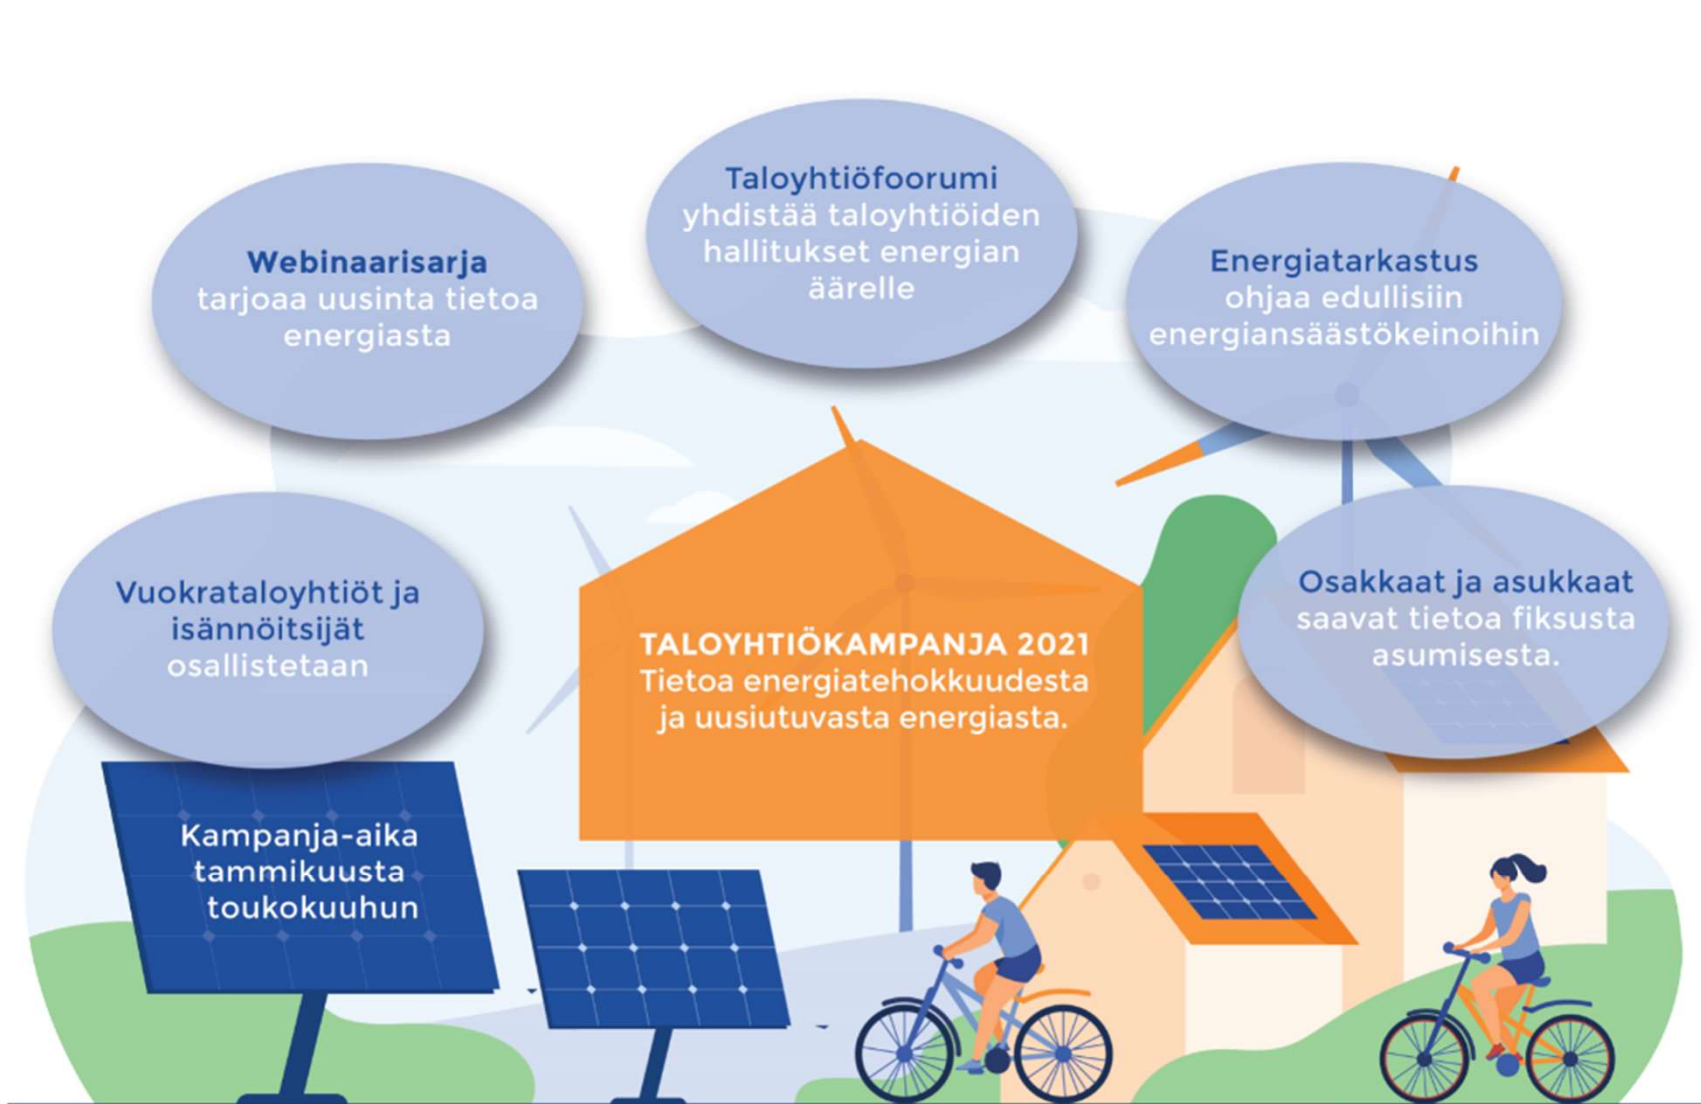 Taloyhtiöfoorumi
yhdistää taloyhtiöiden
hallitukset energian
äärelle
Webinaarisarja
tarjoaa uusinta tietoa
energiasta
Energiatarkastus
ohjaa edullisiin
energiansäästökeinoihin
Vuokrataloyhtiöt ja
isännöitsijät
osallistetaan
TALOYHTIÖKAMPANJA 2021
Tietoa energiatehokkuudesta
ja uusiutuvasta energiasta.
Osakkaat ja asukkaat
saavat tietoa fiksusta
asumisesta.
Kampanja-aika
tammikuusta
toukokuuhun